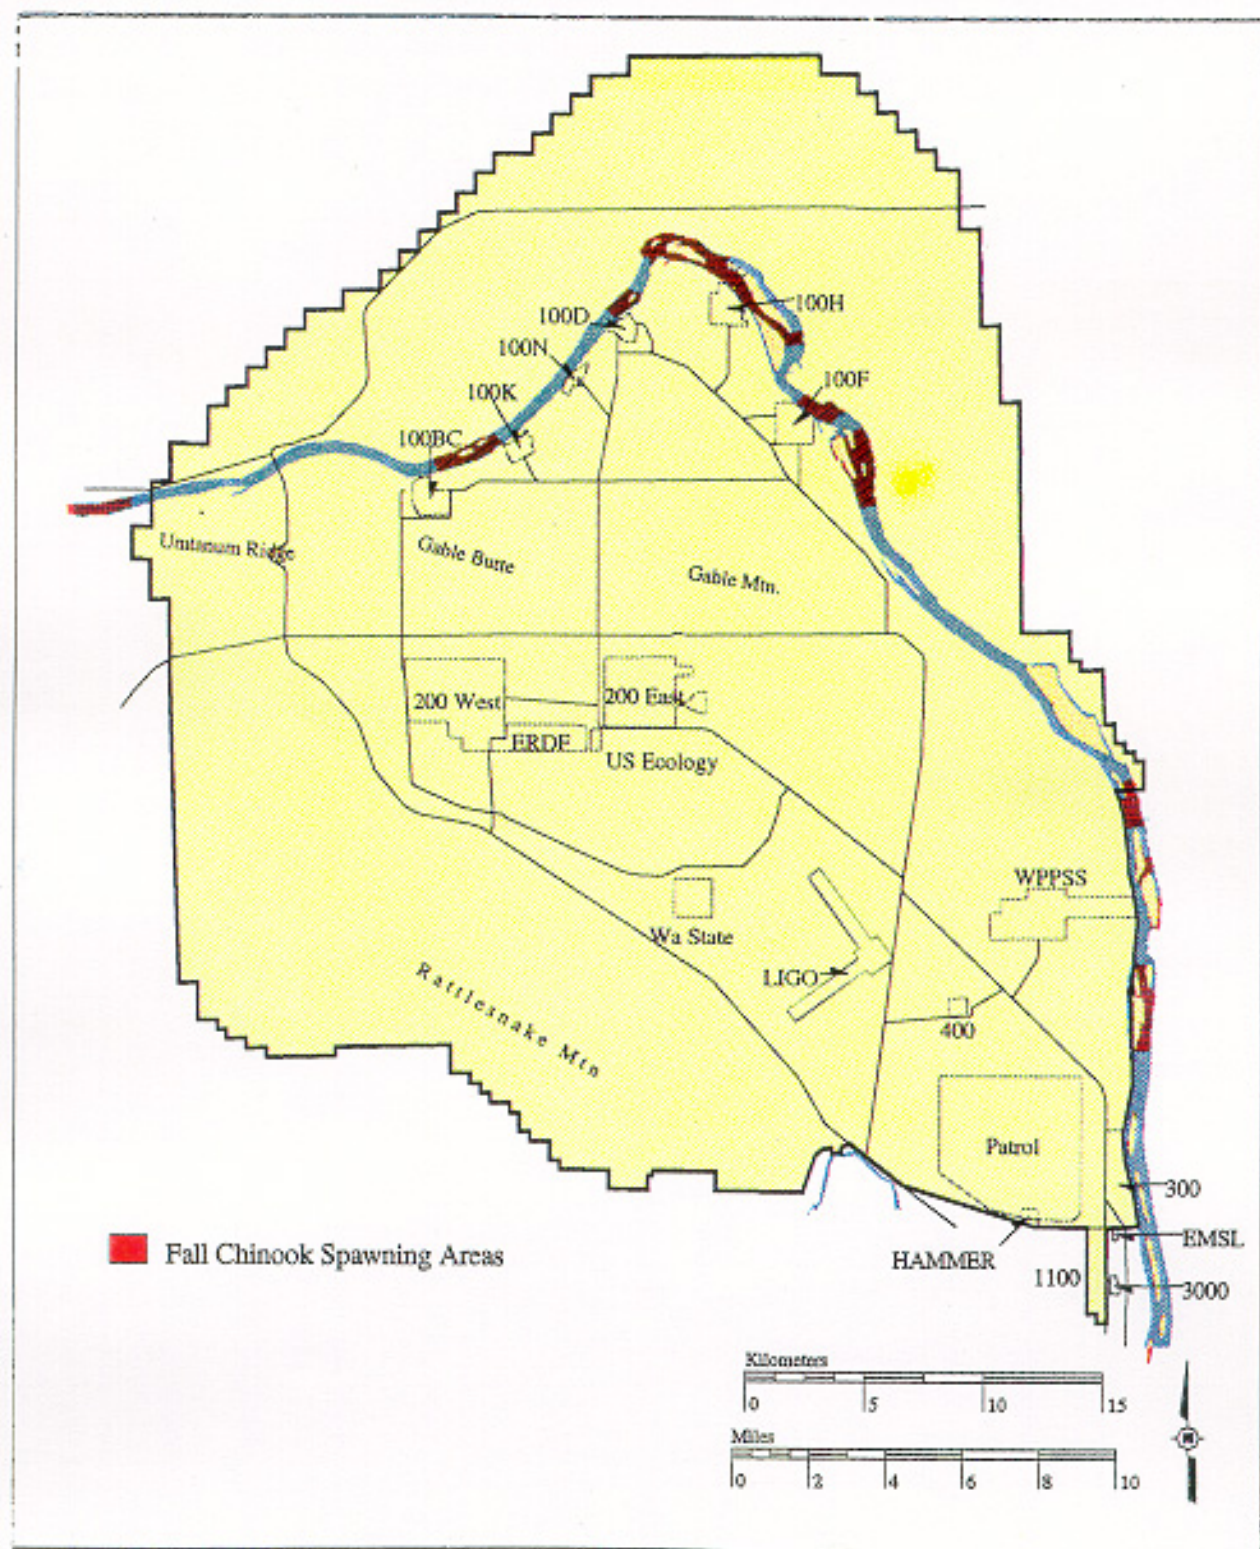 100H
100D
100N
100F
100K
100BC
Umtanum Ridge
Gable Butte
Gable Mtn.
200 West
200 East
ERDF
US Ecology
WPPSS
Wa State
LIGO
Rattlesnake Mtn
400
Patrol
300
EMSL
HAMMER
1100
3000
Fall Chinook Spawning Areas
Kilometers
0 5 10 15
Miles
0 2 4 6 8 10